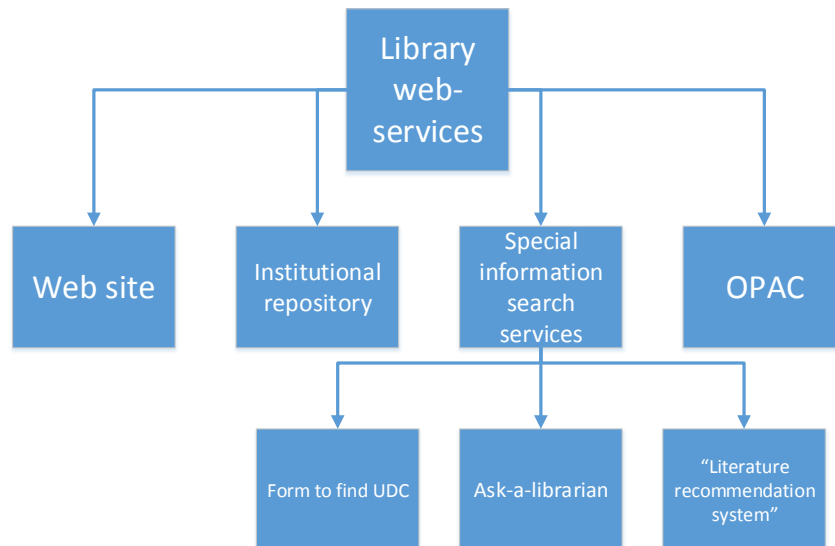 Library
web-
services
Web site
Institutional
repository
Special
information
search
services
OPAC
Form to find UDC
Ask-a-librarian
“Literature
recommendation
system”